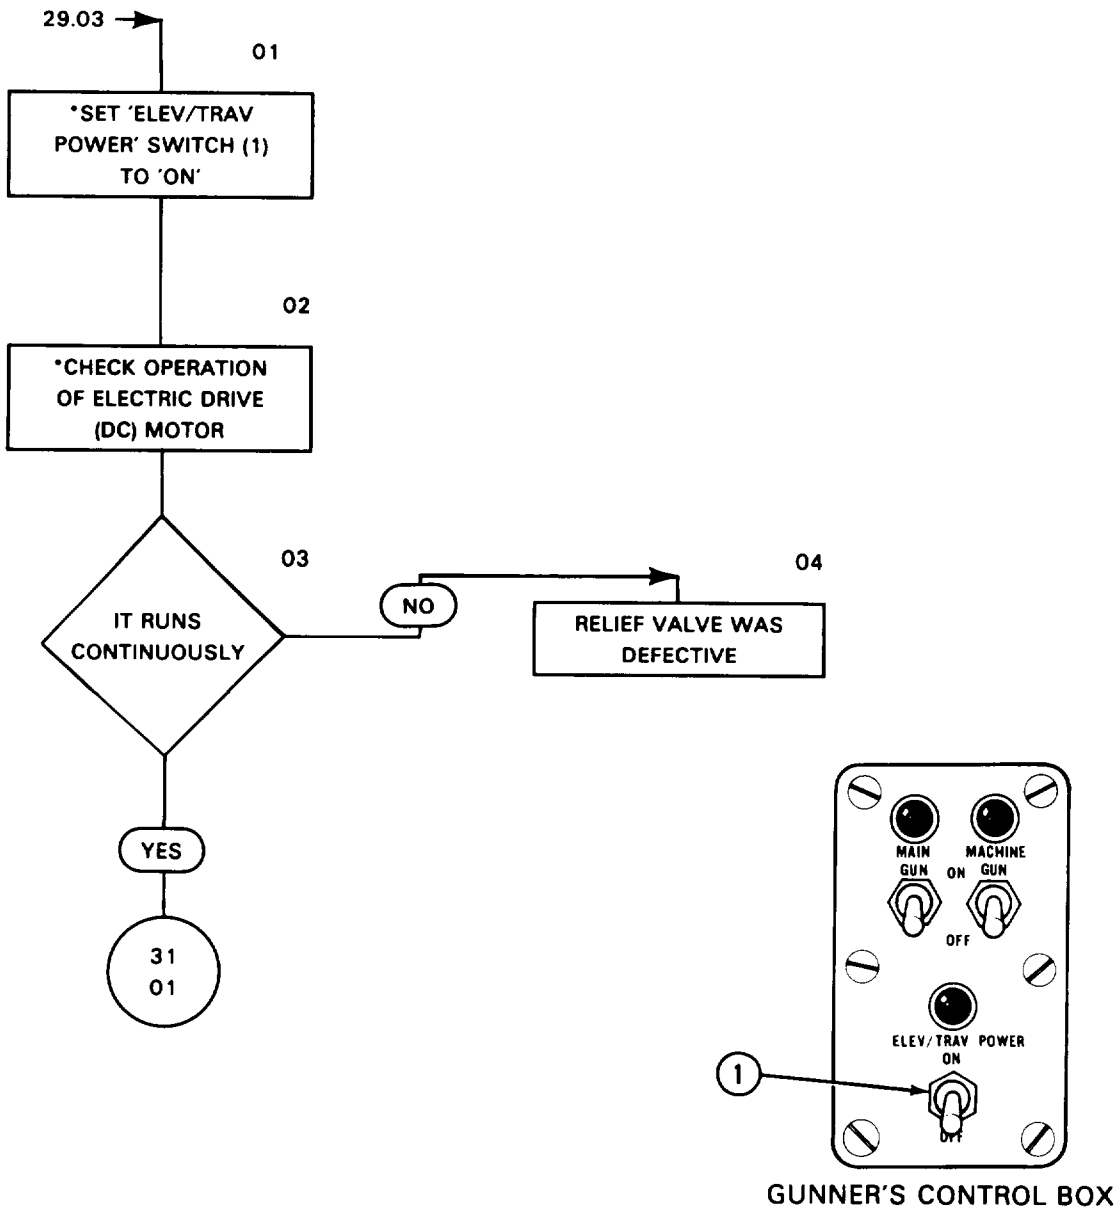 29.03
01
*SET 'ELEV/TRAV
POWER' SWITCH (1)
TO 'ON'
02
*CHECK OPERATION
OF ELECTRIC DRIVE
(DC) MOTOR
03
IT RUNS
CONTINUOUSLY
NO
04
RELIEF VALVE WAS
DEFECTIVE
YES
31
01
MAIN MACHINE
GUN ON GUN
OFF
ELEV/TRAV POWER
ON
1
OFF
GUNNER'S CONTROL BOX